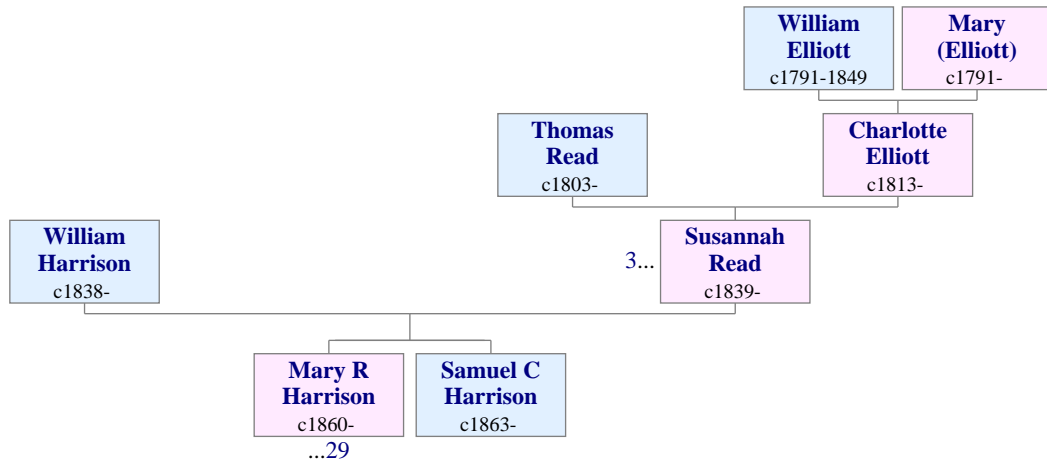 William
Elliott
c1791-1849
Mary
(Elliott)
c1791-
Thomas
Read
c1803-
Charlotte
Elliott
c1813-
William
Harrison
c1838-
3...
Susannah
Read
c1839-
Mary R
Harrison
c1860-
...29
Samuel C
Harrison
c1863-